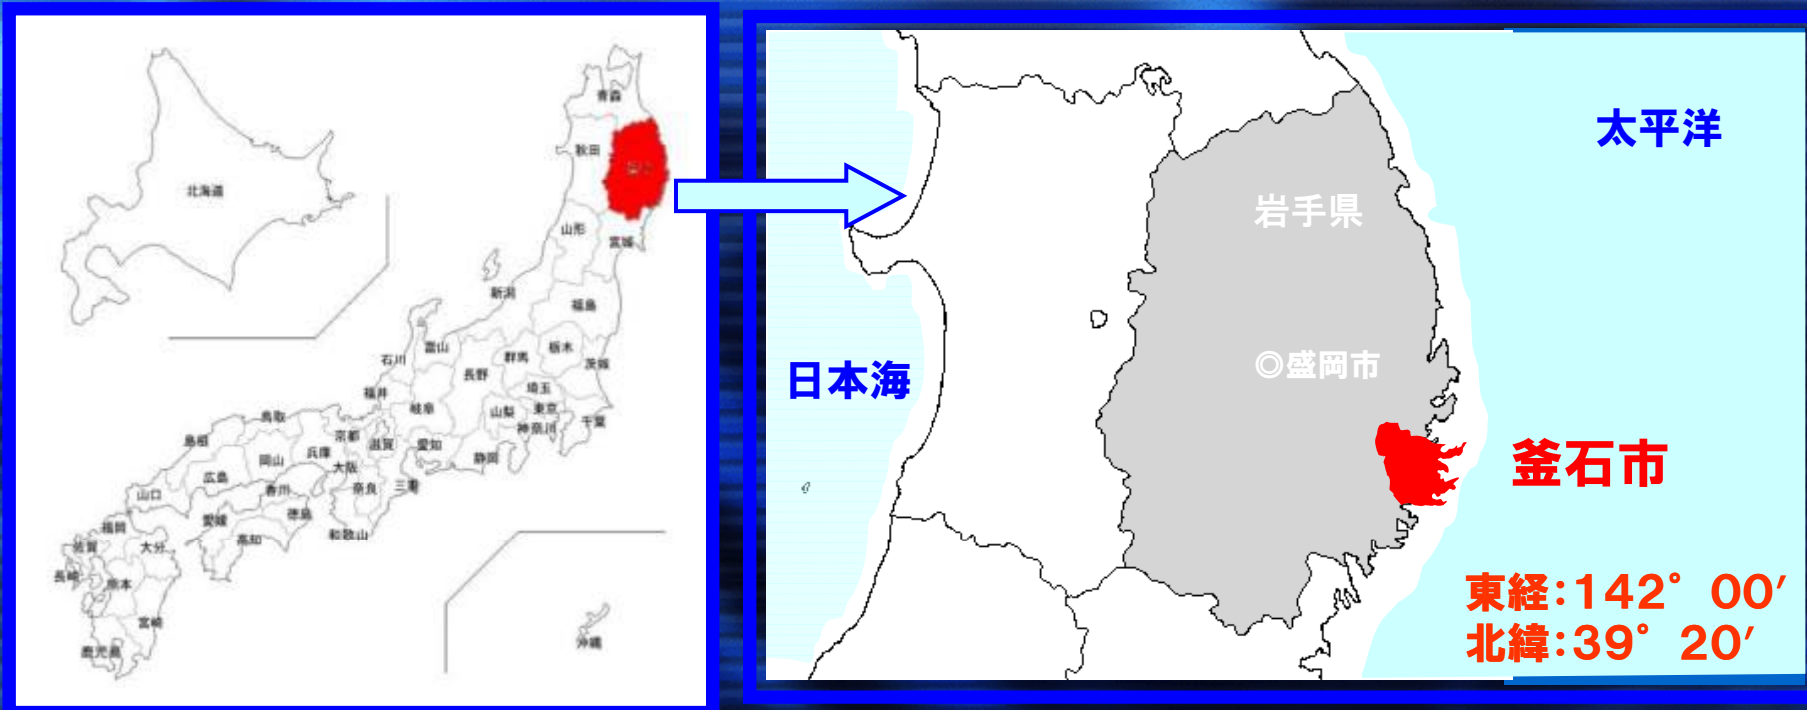 青森
秋田
岩手
北海道
山形
宮城
新潟
福島
富山
石川
群馬
栃木
茨城
長野
福井
埼玉
岐阜
山梨
東京
千葉
神奈川
鳥取
島根
京都
滋賀
愛知
静岡
兵庫
岡山
大阪
広島
香川
奈良
三重
山口
愛媛
徳島
和歌山
高知
福岡
佐賀
大分
長崎
熊本
宮崎
鹿児島
沖縄
太平洋
岩手県
◎盛岡市
日本海
釜石市
東経:142°00′
北緯:39°20′